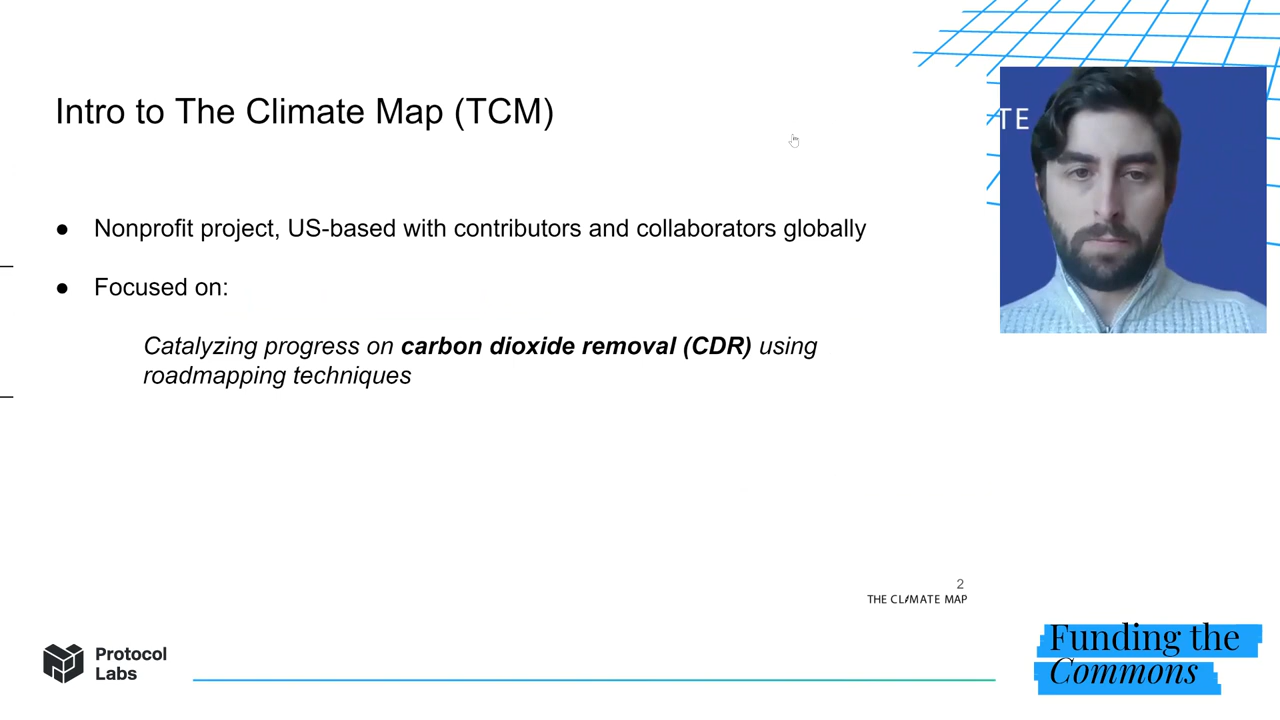 Intro to The Climate Map (TCM)
TE
● Nonprofit project, US-based with contributors and collaborators globally
● Focused on:
Catalyzing progress on carbon dioxide removal (CDR) using
roadmapping techniques
2
THE CLIMATE MAP
Protocol
Labs
Funding the
Commons